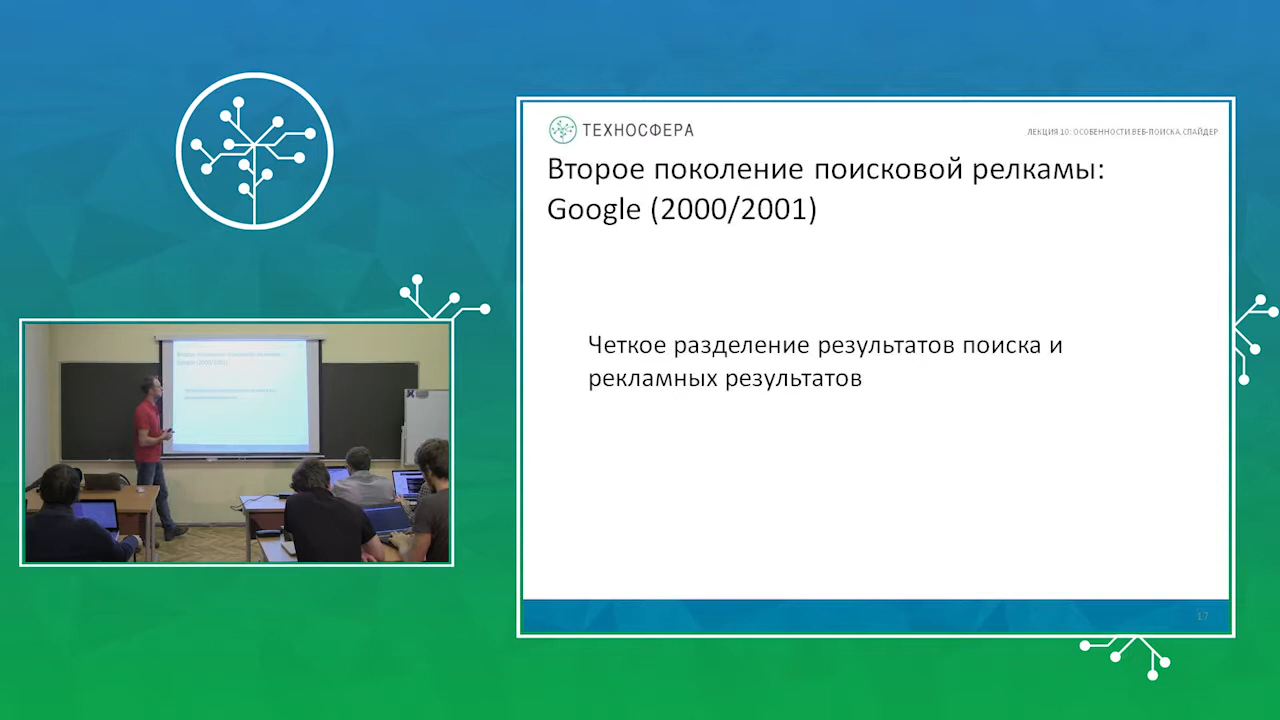 ТЕХНОСФЕРА
ЛЕКЦИЯ 10: ОСОБЕННОСТИ ВЕБ-ПОИСКА. СПАЙДЕР
Второе поколение поисковой релкамы:
Google (2000/2001)
Четкое разделение результатов поиска и
рекламных результатов
17